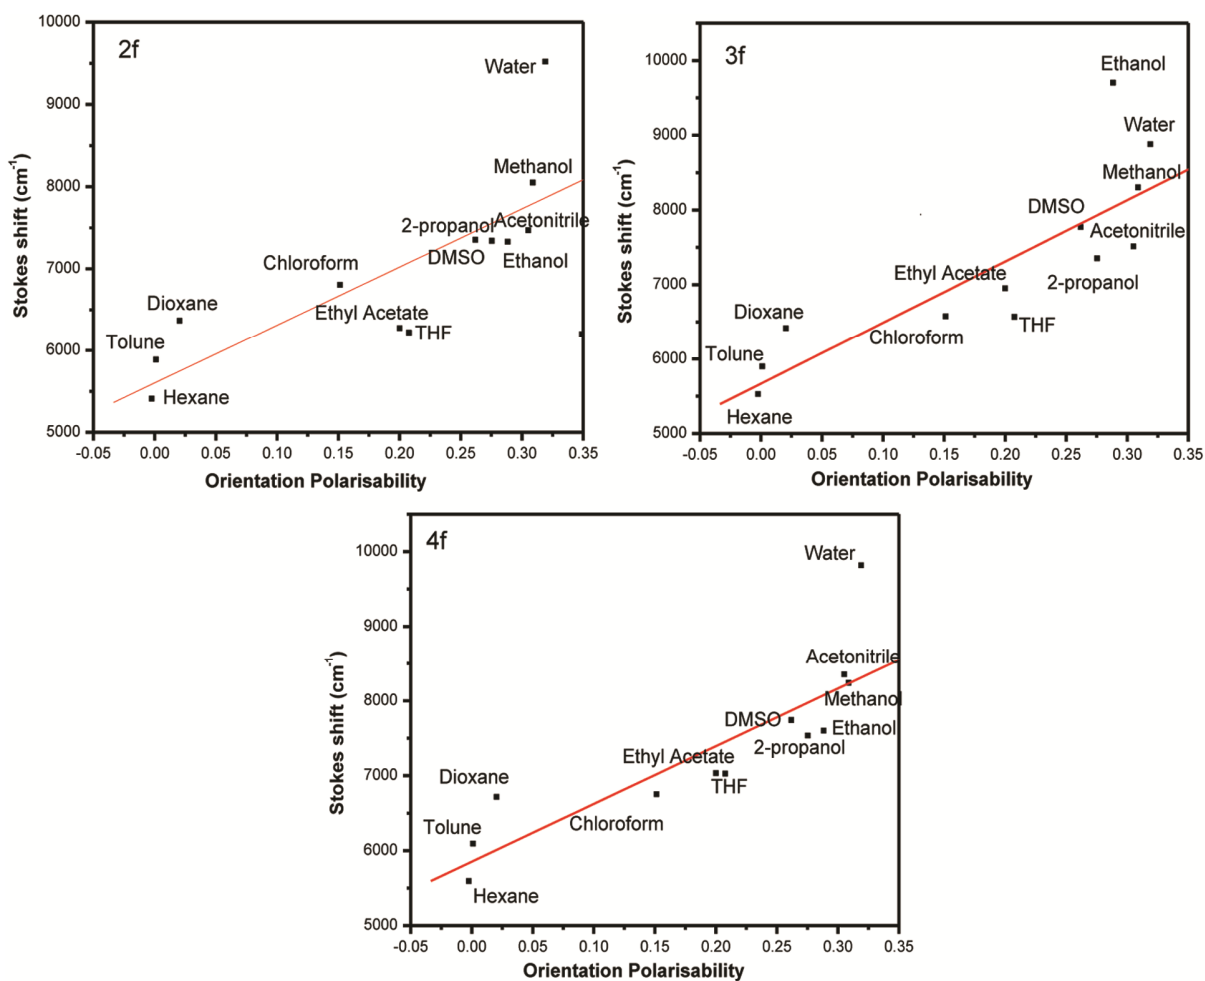 2f
10000
9000
8000
7000
6000
5000
Stokes shift (cm-1)
Water
Methanol
2-propanol
Acetonitrile
DMSO
Ethanol
Chloroform
Ethyl Acetate
THF
Dioxane
Tolune
Hexane
-0.05 0.00 0.05 0.10 0.15 0.20 0.25 0.30 0.35
Orientation Polarisability
3f
10000
9000
8000
7000
6000
5000
Stokes shift (cm-1)
Ethanol
Water
Methanol
DMSO
Acetonitrile
Ethyl Acetate
2-propanol
Dioxane
THF
Chloroform
Tolune
Hexane
-0.05 0.00 0.05 0.10 0.15 0.20 0.25 0.30 0.35
Orientation Polarisability
4f
10000
9000
8000
7000
6000
5000
Stokes shift (cm-1)
Water
Acetonitrile
Methanol
DMSO
Ethanol
2-propanol
Ethyl Acetate
THF
Dioxane
Chloroform
Tolune
Hexane
-0.05 0.00 0.05 0.10 0.15 0.20 0.25 0.30 0.35
Orientation Polarisability